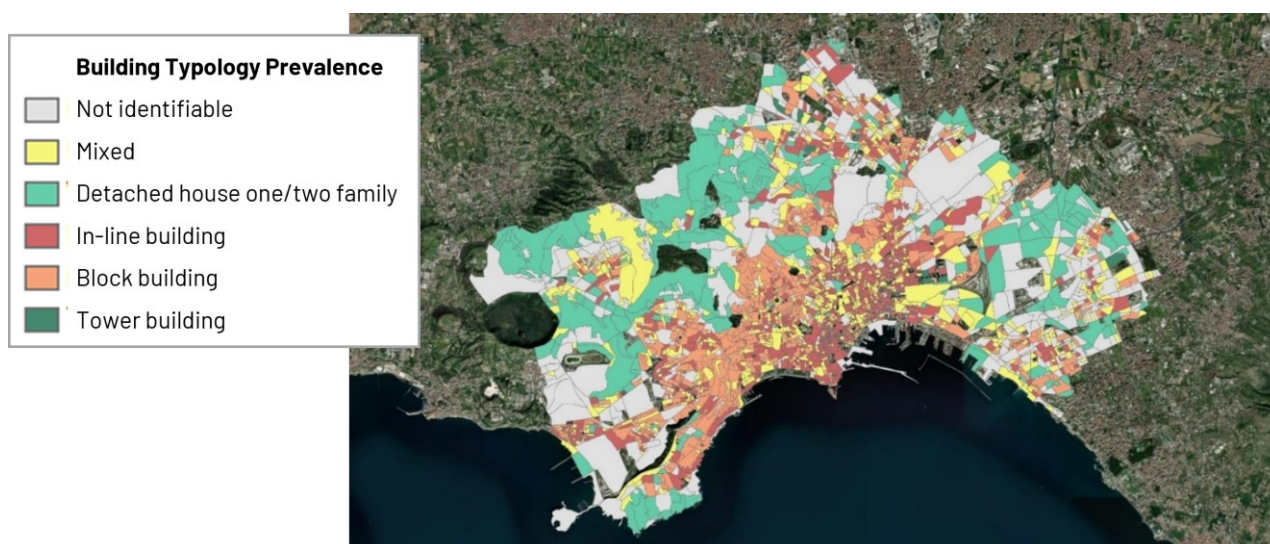 Building Typology Prevalence
Not identifiable
Mixed
Detached house one/two family
In-line building
Block building
Tower building